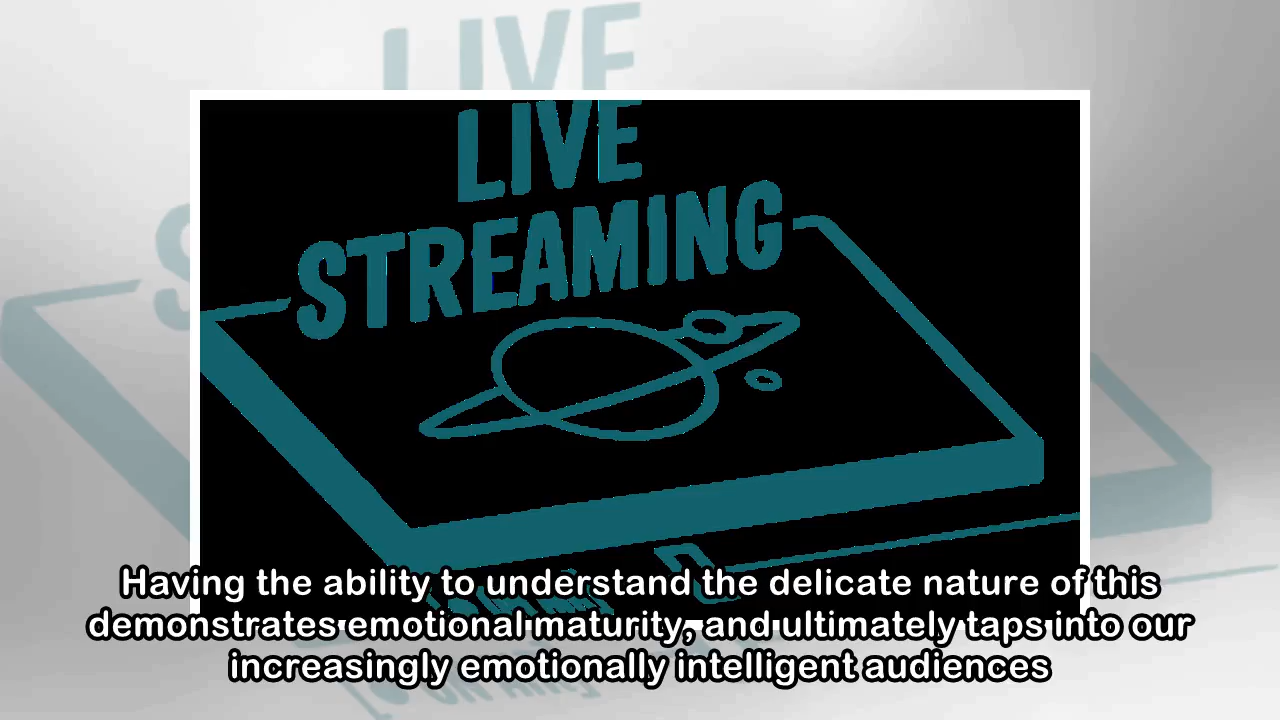 LIVE
LIVE
STREAMING
Having the ability to understand the delicate nature of this
demonstrates emotional maturity, and ultimately taps into our
increasingly emotionally intelligent audiences